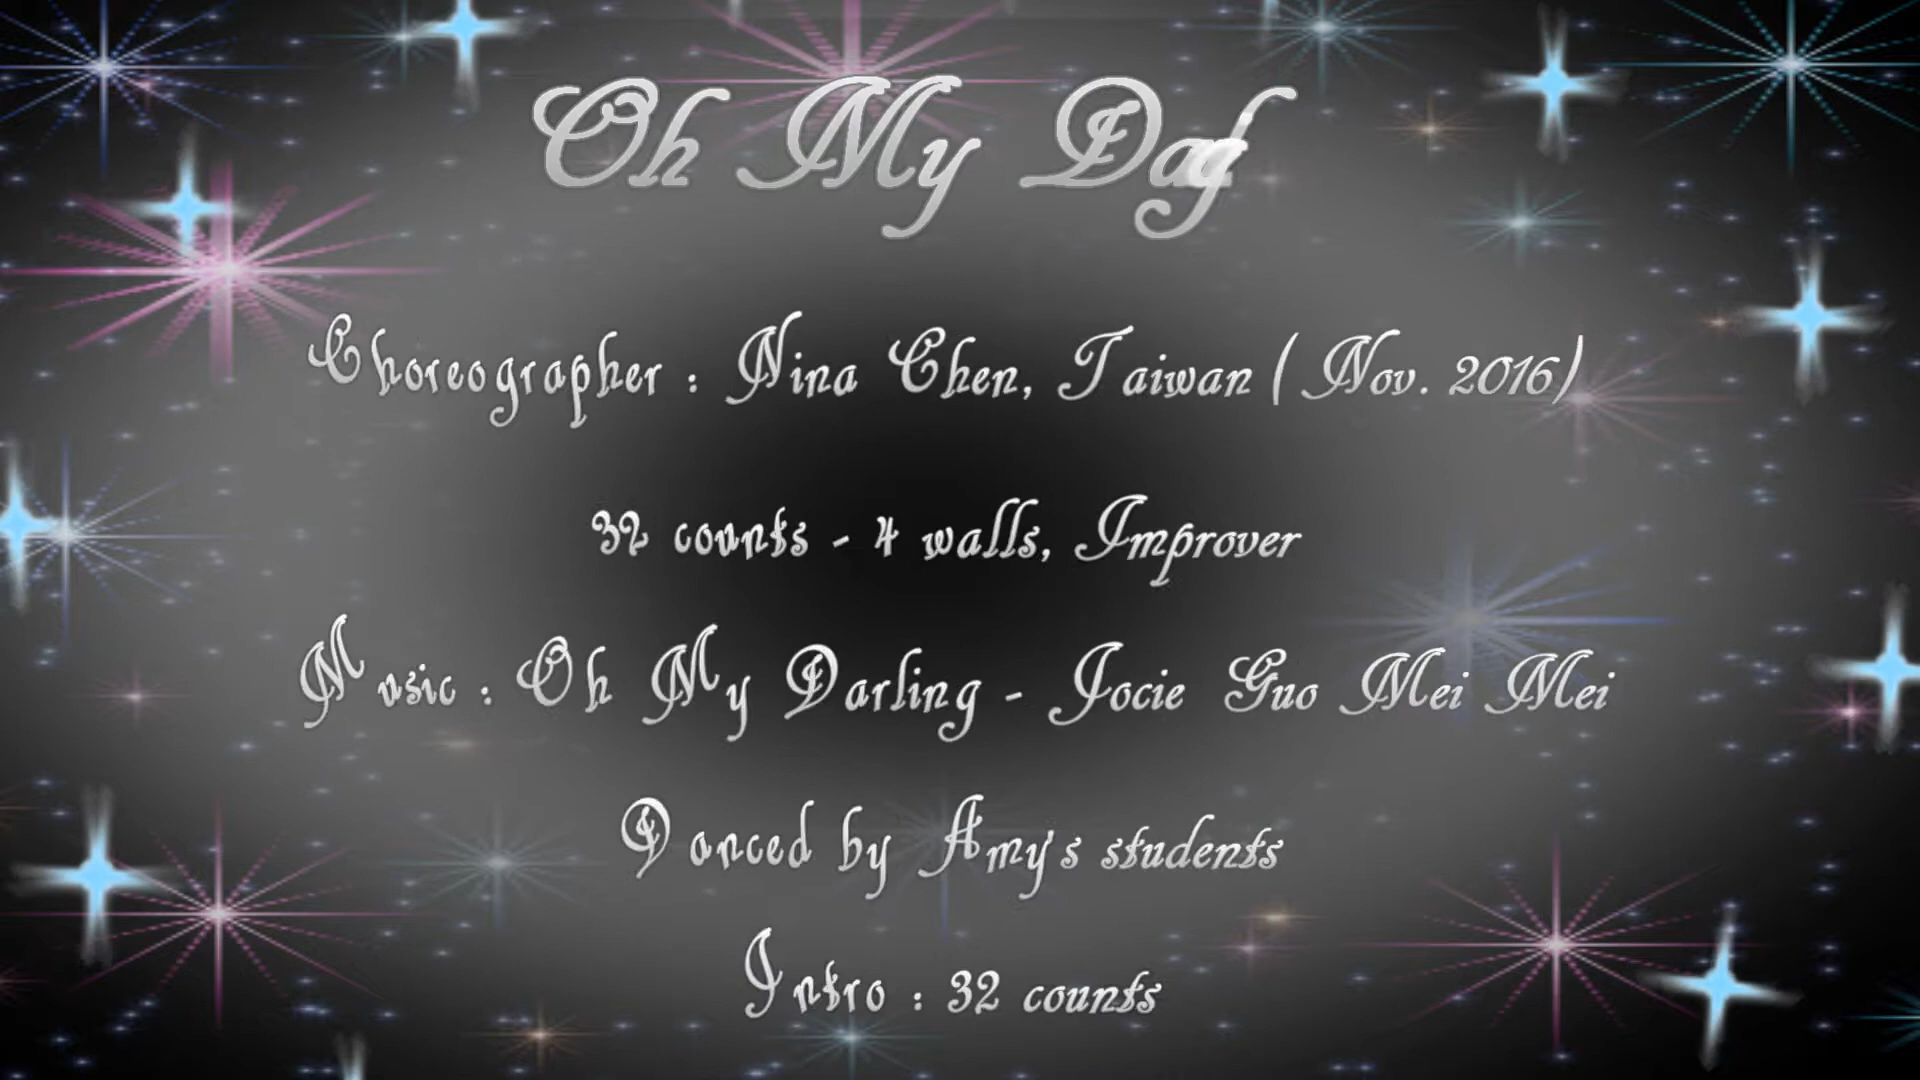 Oh My
Choreographer : Nina Chen, Taiwan ( Nov. 2016)
32 counts - 4 walls, Improver
Music : Oh My Darling - Jocie Guo Mei Mei
Danced by Amy's students
Intro : 32 counts